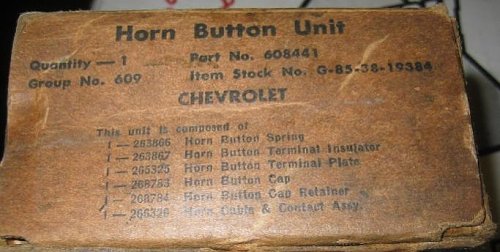 Horn Button Unit
Quantity — 1 Part No. 608441
Group No. 609 Item Stock No. G-85-38-19384
CHEVROLET
This unit is composed of
1 — 263866 Horn Button Spring
1 — 263867 Horn Button Terminal Insulator
1 — 265325 Horn Button Terminal Plate
1 — 268783 Horn Button Cap
1 — 268784 Horn Button Cap Retainer
1 — 265326 Horn Cable & Contact Assy.